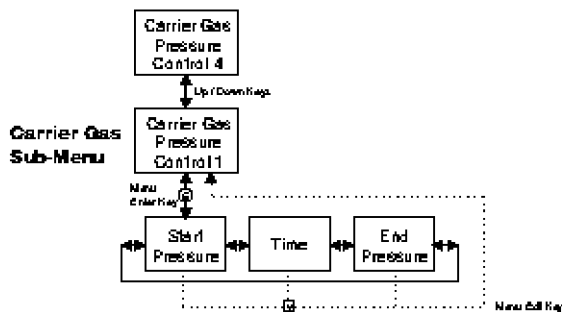 Carrier Gas
Pressure
Control 4
Up / Down Keys
Carrier Gas
Sub-Menu
Carrier Gas
Pressure
Control 1
Menu
Enter Key
Start
Pressure
Time
End
Pressure
Menu Exit Key